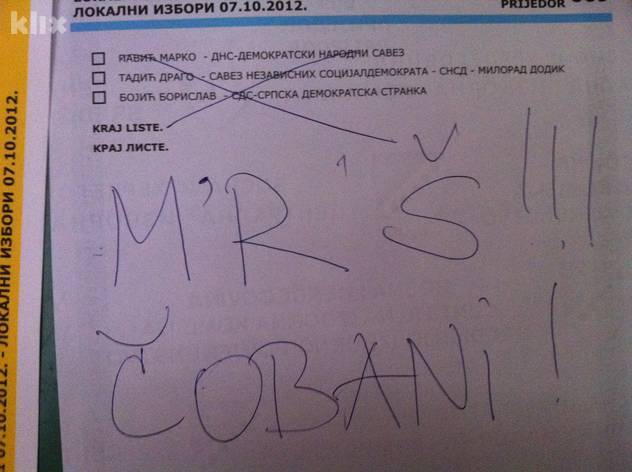 klix
ЛОКАЛНИ ИЗБОРИ 07.10.2012.
PRIJEDOR
ПАВИЋ МАРКО - ДНС-ДЕМОКРАТСКИ НАРОДНИ САВЕЗ
ТАДИЋ ДРАГО - САВЕЗ НЕЗАВИСНИХ СОЦИЈАЛДЕМОКРАТА - СНСД - МИЛОРАД ДОДИК
БОЈИЋ БОРИСЛАВ - СДС-СРПСКА ДЕМОКРАТСКА СТРАНКА
KRAJ LISTE.
КРАЈ ЛИСТЕ.
M'R'Š!!!
ČOBANI!
07.10.2012. - ЛОКАЛНИ ИЗБОРИ 07.10.2012.